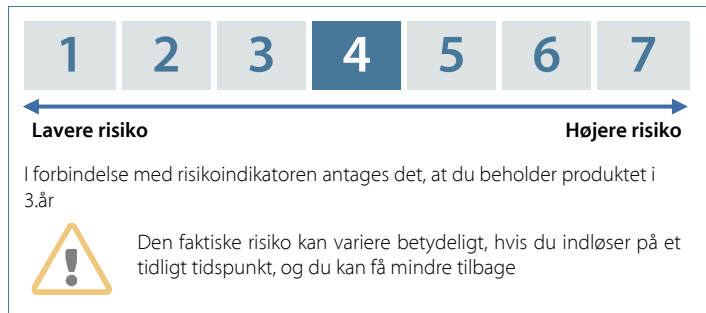 1 2 3 4 5 6 7
Lavere risiko Højere risiko
I forbindelse med risikoindikatoren antages det, at du beholder produktet i
3.år
Den faktiske risiko kan variere betydeligt, hvis du indløser på et
tidligt tidspunkt, og du kan få mindre tilbage